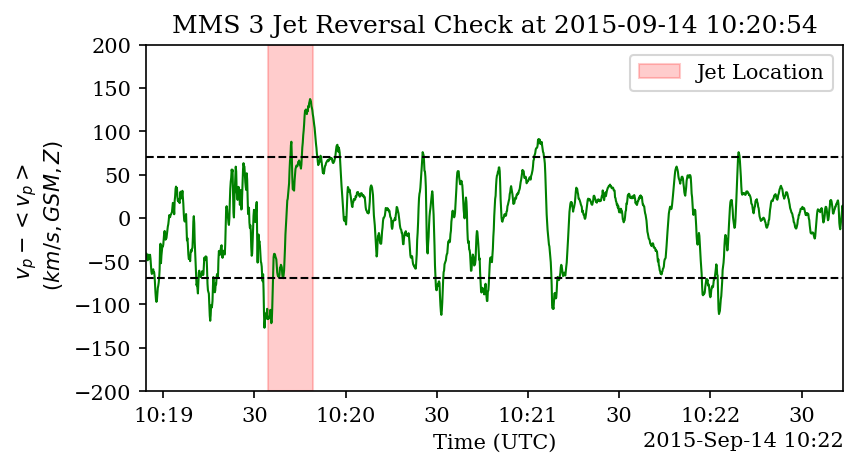 MMS 3 Jet Reversal Check at 2015-09-14 10:20:54
200
150
100
50
0
−50
−100
−150
−200
v_p − < v_p >
(km/s, GSM, Z)
Jet Location
10:19 30 10:20 30 10:21 30 10:22 30
Time (UTC)
2015-Sep-14 10:22